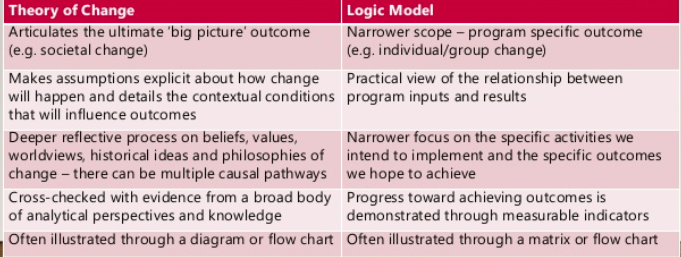 Theory of Change
Logic Model
Articulates the ultimate ‘big picture’ outcome
(e.g. societal change)
Narrower scope – program specific outcome
(e.g. individual/group change)
Makes assumptions explicit about how change
will happen and details the contextual conditions
that will influence outcomes
Practical view of the relationship between
program inputs and results
Deeper reflective process on beliefs, values,
worldviews, historical ideas and philosophies of
change – there can be multiple causal pathways
Narrower focus on the specific activities we
intend to implement and the specific outcomes
we hope to achieve
Cross-checked with evidence from a broad body
of analytical perspectives and knowledge
Progress toward achieving outcomes is
demonstrated through measurable indicators
Often illustrated through a diagram or flow chart
Often illustrated through a matrix or flow chart